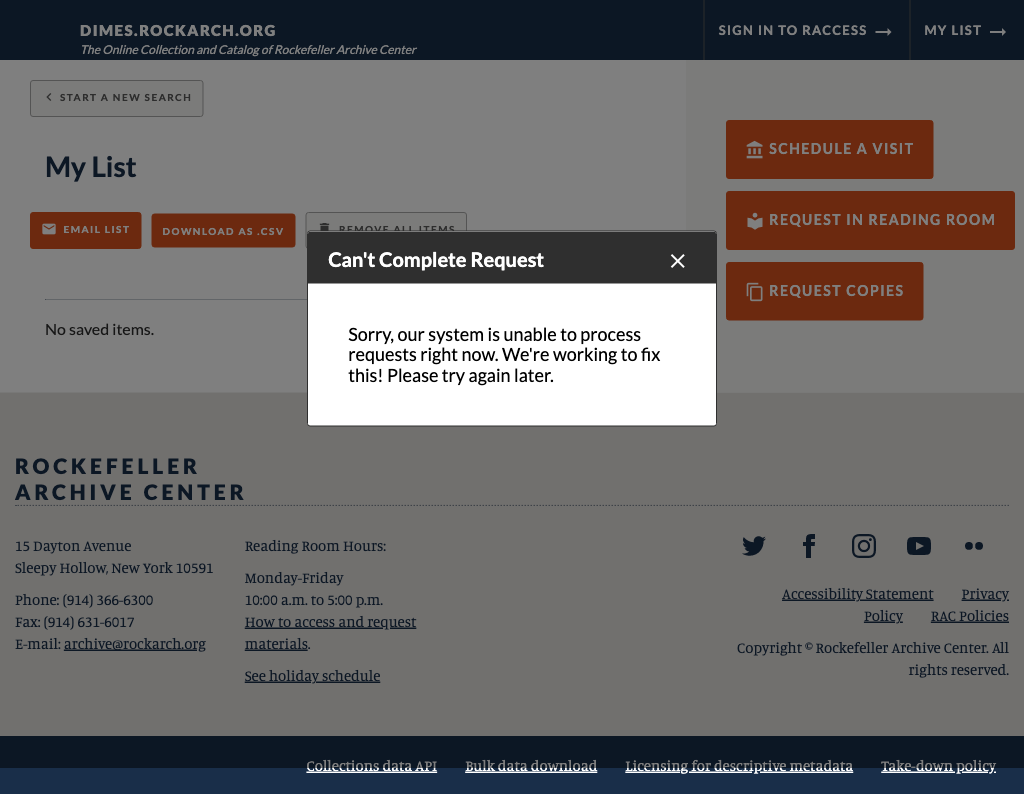 DIMES.ROCKARCH.ORG
The Online Collection and Catalog of Rockefeller Archive Center
SIGN IN TO RACCESS
MY LIST
START A NEW SEARCH
My List
EMAIL LIST
DOWNLOAD AS .CSV
REMOVE ALL ITEMS
No saved items.
SCHEDULE A VISIT
REQUEST IN READING ROOM
REQUEST COPIES
Can't Complete Request
Sorry, our system is unable to process
requests right now. We're working to fix
this! Please try again later.
ROCKEFELLER
ARCHIVE CENTER
15 Dayton Avenue
Sleepy Hollow, New York 10591
Phone: (914) 366-6300
Fax: (914) 631-6017
E-mail: archive@rockarch.org
Reading Room Hours:
Monday-Friday
10:00 a.m. to 5:00 p.m.
How to access and request
materials.
See holiday schedule
Accessibility Statement
Privacy
Policy
RAC Policies
Copyright © Rockefeller Archive Center. All
rights reserved.
Collections data API
Bulk data download
Licensing for descriptive metadata
Take-down policy